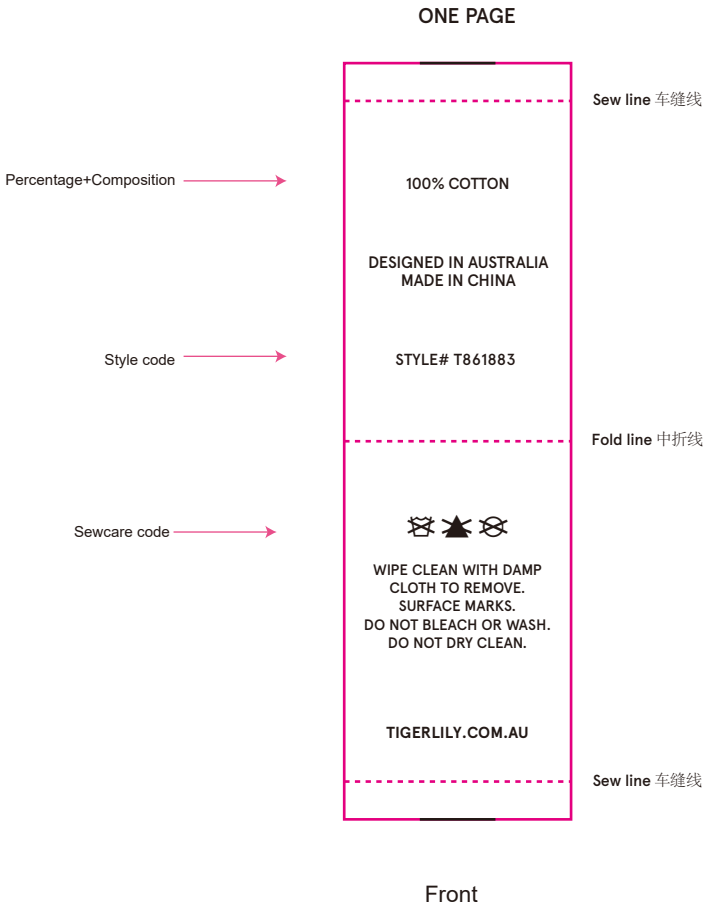 ONE PAGE
Sew line 车缝线
Percentage+Composition
100% COTTON
DESIGNED IN AUSTRALIA
MADE IN CHINA
Style code
STYLE# T861883
Fold line 中折线
Sewcare code
WIPE CLEAN WITH DAMP
CLOTH TO REMOVE.
SURFACE MARKS.
DO NOT BLEACH OR WASH.
DO NOT DRY CLEAN.
TIGERLILY.COM.AU
Sew line 车缝线
Front